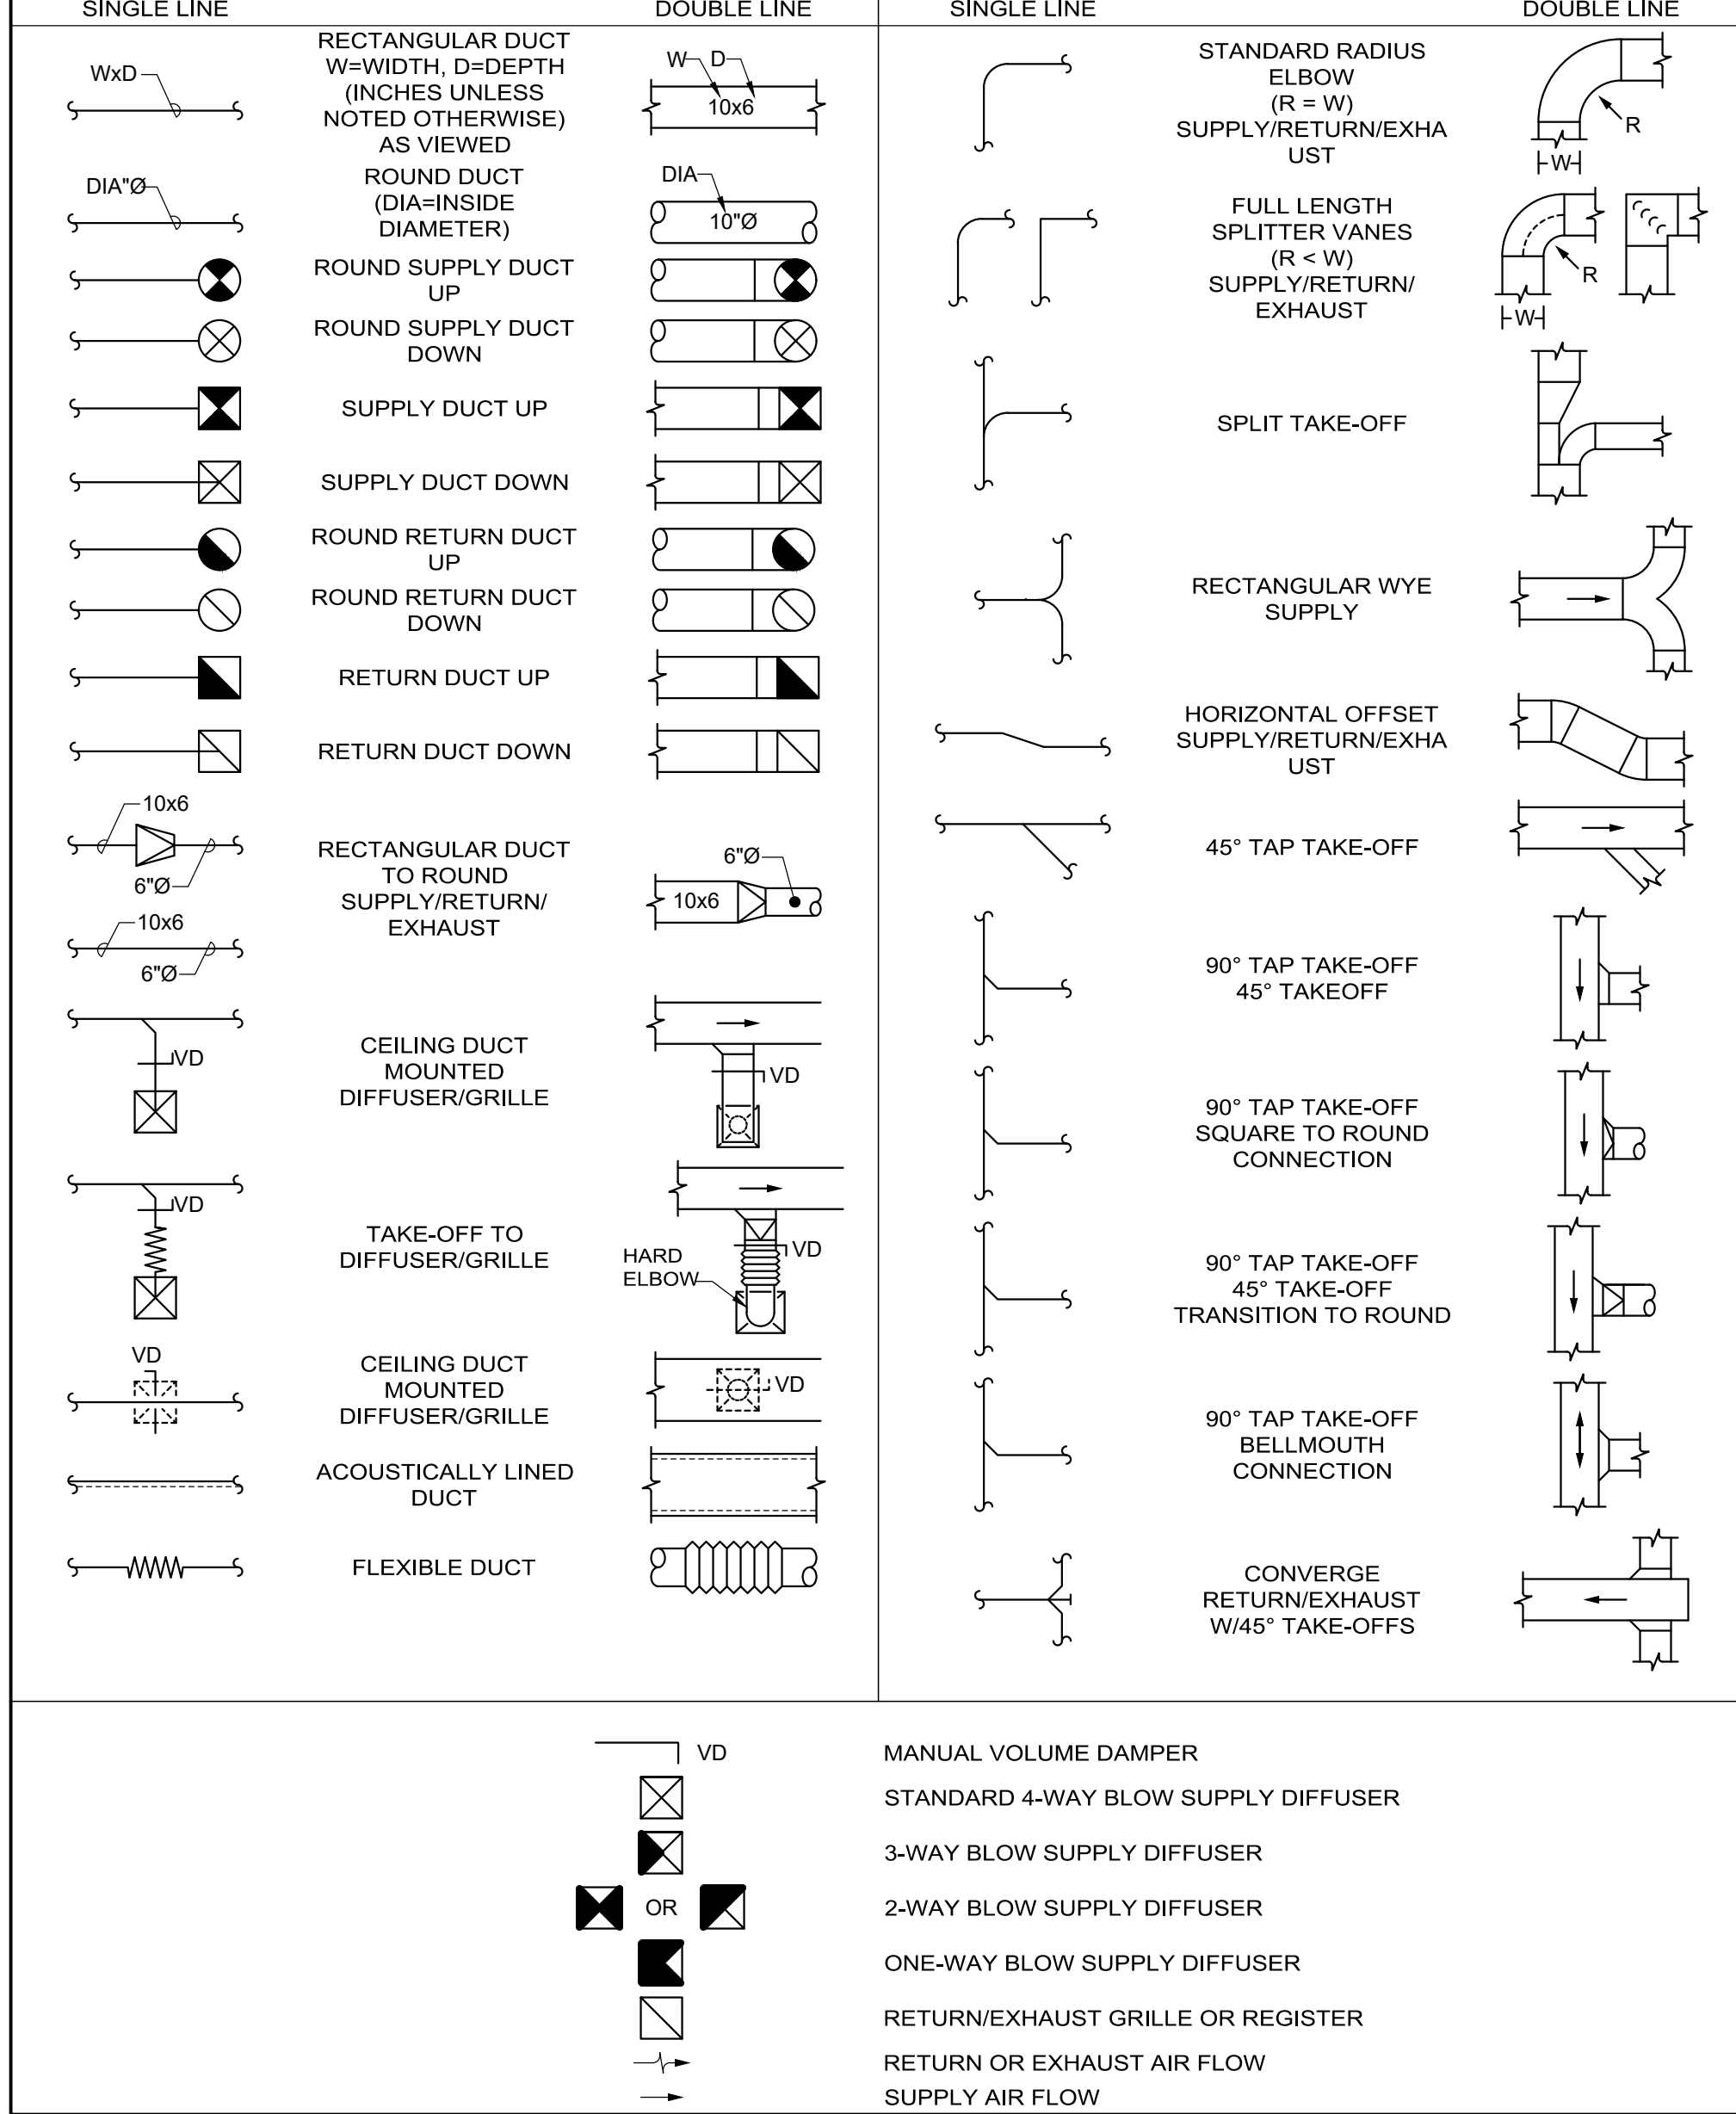 SINGLE LINE
DOUBLE LINE
WxD
RECTANGULAR DUCT
W=WIDTH, D=DEPTH
(INCHES UNLESS
NOTED OTHERWISE)
AS VIEWED
W D
10x6
DIA"Ø
ROUND DUCT
(DIA=INSIDE
DIAMETER)
DIA
10"Ø
ROUND SUPPLY DUCT
UP
ROUND SUPPLY DUCT
DOWN
SUPPLY DUCT UP
SUPPLY DUCT DOWN
ROUND RETURN DUCT
UP
ROUND RETURN DUCT
DOWN
RETURN DUCT UP
RETURN DUCT DOWN
10x6
6"Ø
10x6
6"Ø
RECTANGULAR DUCT
TO ROUND
SUPPLY/RETURN/
EXHAUST
6"Ø
10x6
VD
CEILING DUCT
MOUNTED
DIFFUSER/GRILLE
VD
VD
TAKE-OFF TO
DIFFUSER/GRILLE
HARD
ELBOW
VD
VD
CEILING DUCT
MOUNTED
DIFFUSER/GRILLE
VD
ACOUSTICALLY LINED
DUCT
FLEXIBLE DUCT
SINGLE LINE
DOUBLE LINE
STANDARD RADIUS
ELBOW
(R = W)
SUPPLY/RETURN/EXHA
UST
R
W
FULL LENGTH
SPLITTER VANES
(R < W)
SUPPLY/RETURN/
EXHAUST
R
W
SPLIT TAKE-OFF
RECTANGULAR WYE
SUPPLY
HORIZONTAL OFFSET
SUPPLY/RETURN/EXHA
UST
45° TAP TAKE-OFF
90° TAP TAKE-OFF
45° TAKEOFF
90° TAP TAKE-OFF
SQUARE TO ROUND
CONNECTION
90° TAP TAKE-OFF
45° TAKE-OFF
TRANSITION TO ROUND
90° TAP TAKE-OFF
BELLMOUTH
CONNECTION
CONVERGE
RETURN/EXHAUST
W/45° TAKE-OFFS
VD MANUAL VOLUME DAMPER
STANDARD 4-WAY BLOW SUPPLY DIFFUSER
3-WAY BLOW SUPPLY DIFFUSER
OR 2-WAY BLOW SUPPLY DIFFUSER
ONE-WAY BLOW SUPPLY DIFFUSER
RETURN/EXHAUST GRILLE OR REGISTER
RETURN OR EXHAUST AIR FLOW
SUPPLY AIR FLOW